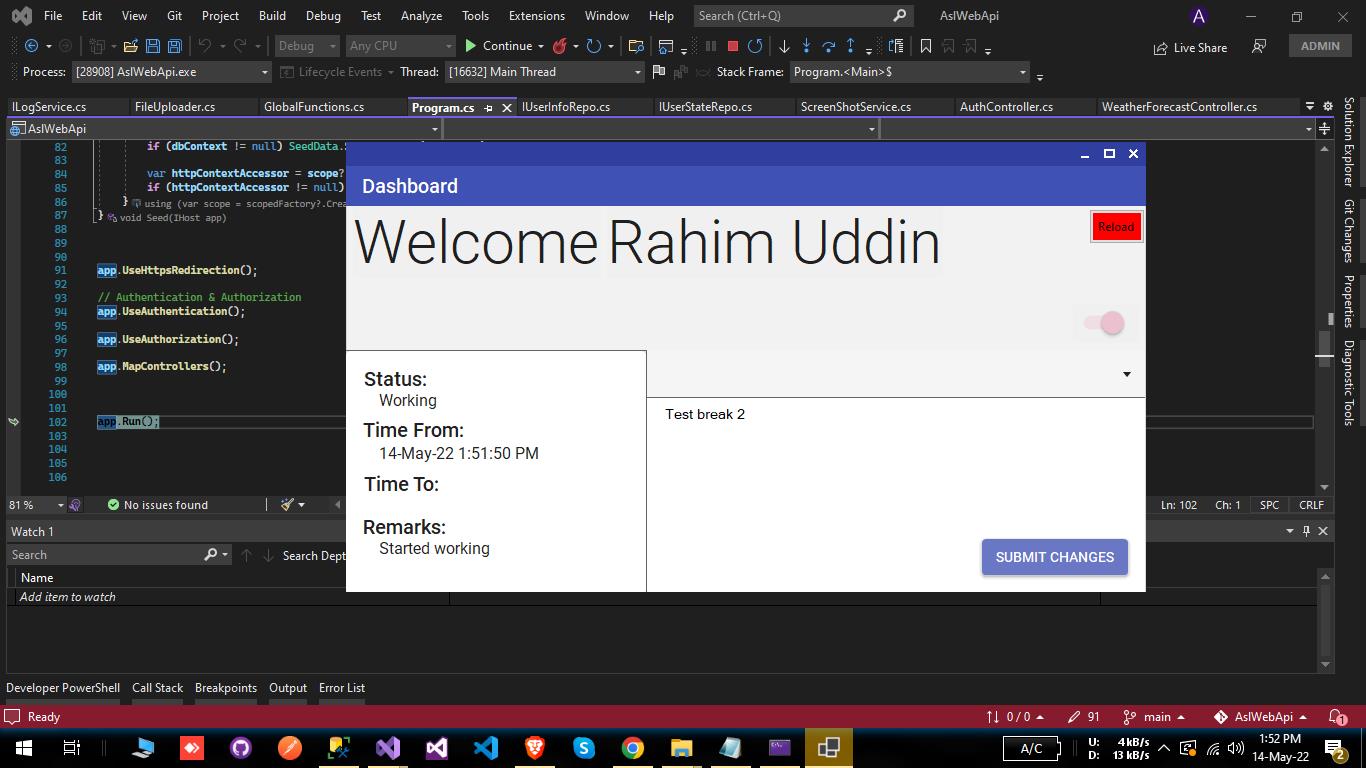 File Edit View Git Project Build Debug Test Analyze Tools Extensions Window Help Search (Ctrl+Q) AslWebApi A
Debug Any CPU Continue Live Share ADMIN
Process: [28908] AslWebApi.exe Lifecycle Events Thread: [16632] Main Thread Stack Frame: Program.<Main>$
ILogService.cs FileUploader.cs GlobalFunctions.cs Program.cs IUserInfoRepo.cs IUserStateRepo.cs ScreenShotService.cs AuthController.cs WeatherForecastController.cs
AslWebApi
82 if (dbContext != null) SeedData.
83
84 var httpContextAccessor = scope?
85 if (httpContextAccessor != null)
86 } using (var scope = scopedFactory?.Crea
87 } void Seed(IHost app)
88
89
90
91 app.UseHttpsRedirection();
92
93 // Authentication & Authorization
94 app.UseAuthentication();
95
96 app.UseAuthorization();
97
98 app.MapControllers();
99
100
101
102 app.Run();
103
104
105
106
Dashboard
Welcome Rahim Uddin
Reload
Status:
Working
Time From:
14-May-22 1:51:50 PM
Time To:
Remarks:
Started working
Test break 2
SUBMIT CHANGES
Solution Explorer
Git Changes
Properties
Diagnostic Tools
81 % No issues found Ln: 102 Ch: 1 SPC CRLF
Watch 1
Search Search Dept
Name
Add item to watch
Developer PowerShell Call Stack Breakpoints Output Error List
Ready 0 / 0 91 main AslWebApi 1
A/C U: 4 kB/s 1:52 PM
D: 13 kB/s 14-May-22 2